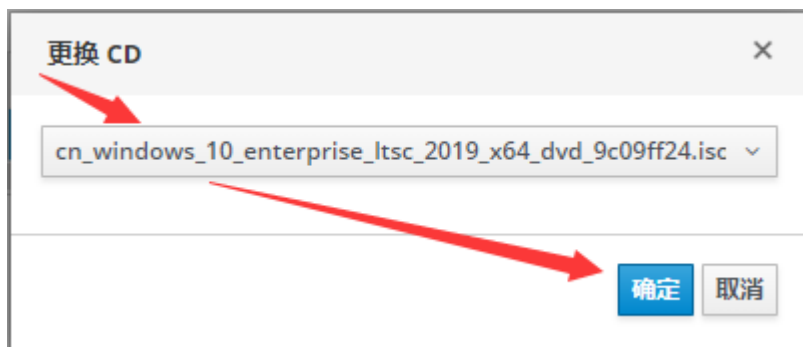 更换 CD
cn_windows_10_enterprise_ltsc_2019_x64_dvd_9c09ff24.isc
确定
取消